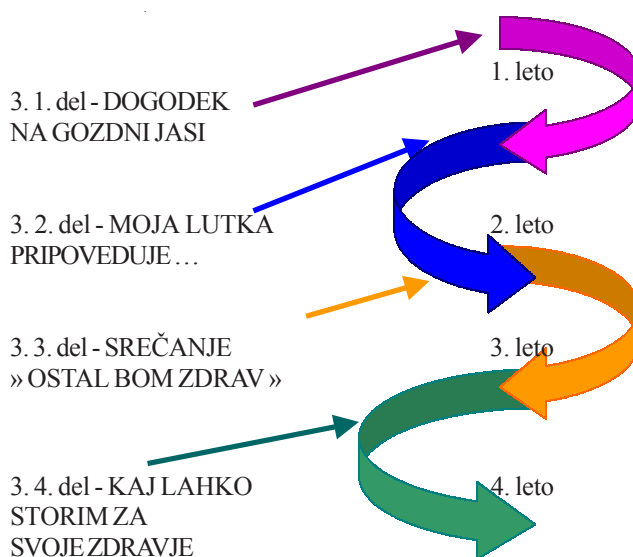 1. leto
3. 1. del - DOGODEK
NA GOZDNI JASI
3. 2. del - MOJA LUTKA
PRIPOVEDUJE…
2. leto
3. 3. del - SREČANJE
» OSTAL BOM ZDRAV »
3. leto
3. 4. del - KAJ LAHKO
STORIM ZA
SVOJE ZDRAVJE
4. leto